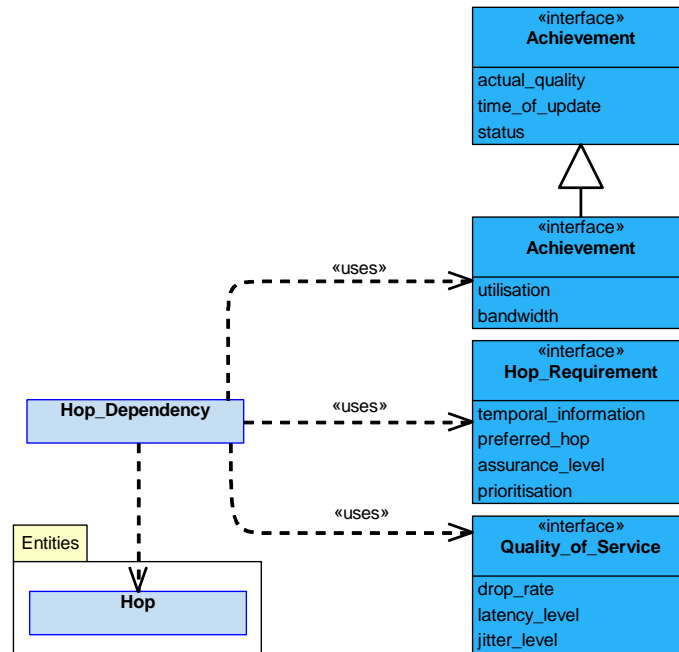 «interface»
Achievement
actual_quality
time_of_update
status
«interface»
Achievement
utilisation
bandwidth
«uses»
«interface»
Hop_Requirement
temporal_information
preferred_hop
assurance_level
prioritisation
«uses»
Hop_Dependency
«uses»
«interface»
Quality_of_Service
drop_rate
latency_level
jitter_level
Entities
Hop